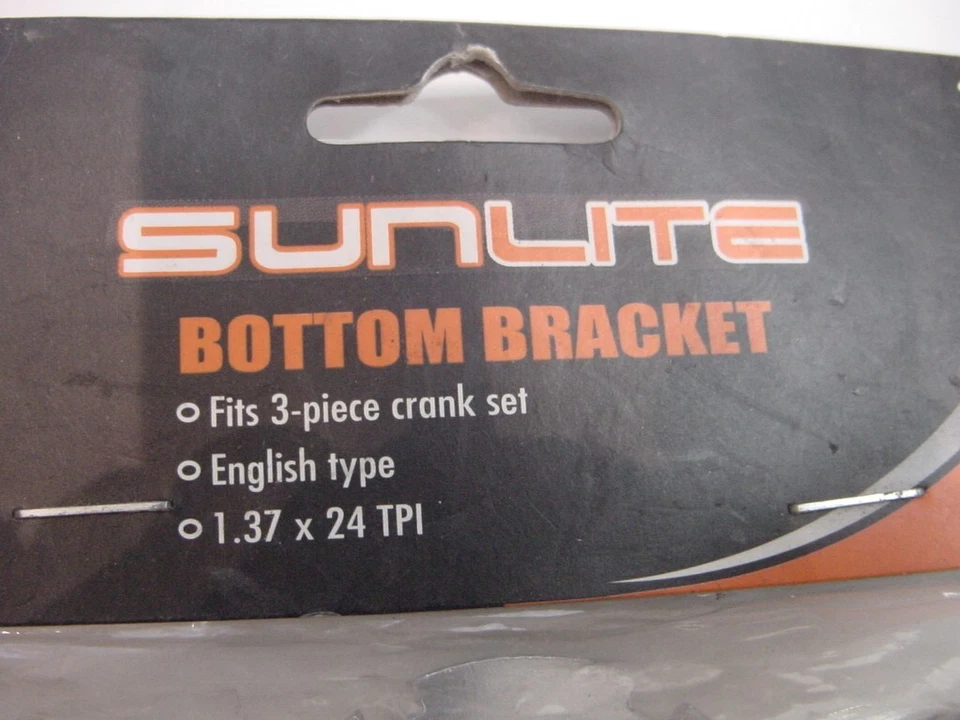 SUNLITE
BOTTOM BRACKET
o Fits 3-piece crank set
o English type
o 1.37 x 24 TPI